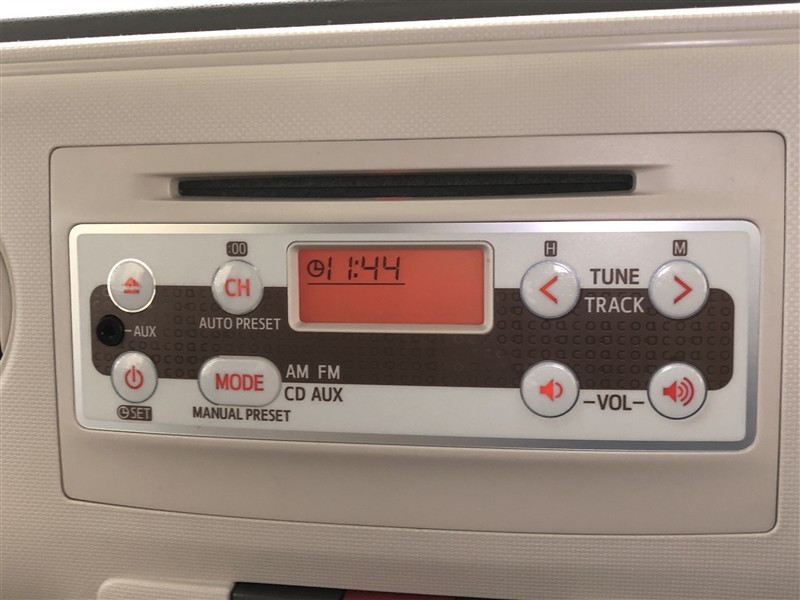 :00
H
M
11:44
CH
TUNE
AUTO PRESET
TRACK
-AUX
MODE
AM FM
CD AUX
-VOL-
SET
MANUAL PRESET